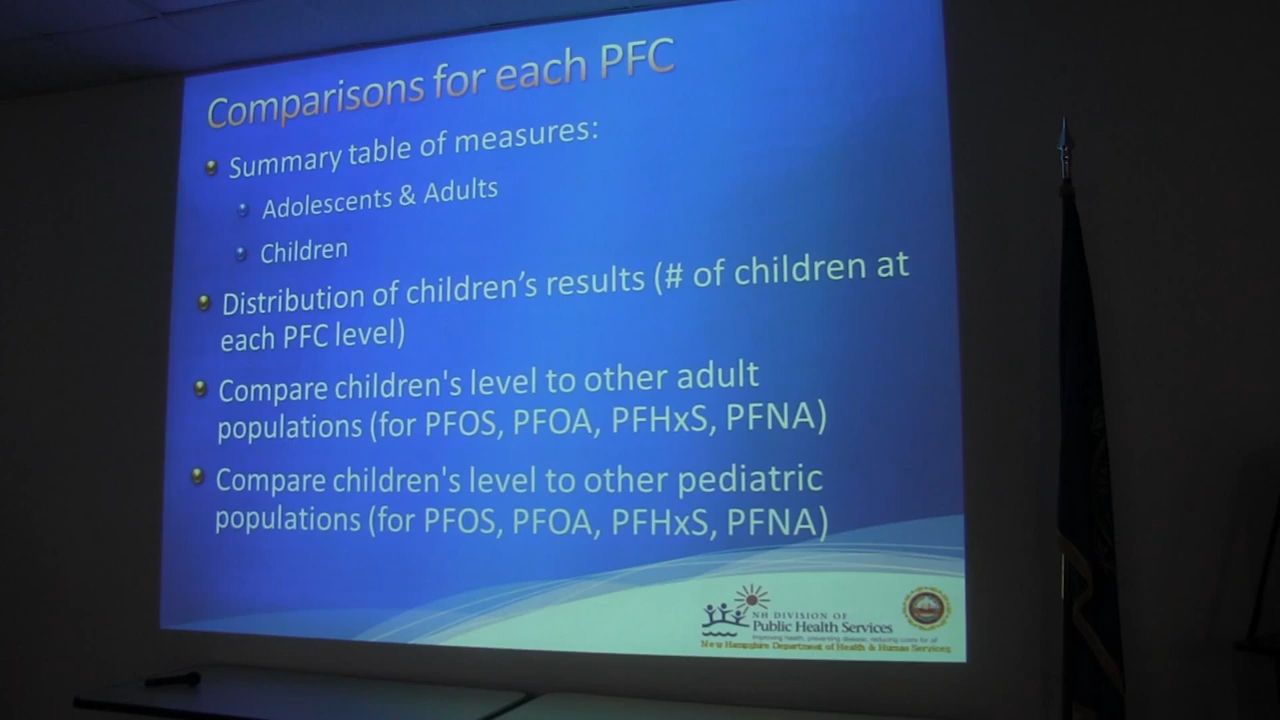 Comparisons for each PFC
Summary table of measures:
Adolescents & Adults
Children
Distribution of children’s results (# of children at
each PFC level)
Compare children's level to other adult
populations (for PFOS, PFOA, PFHxS, PFNA)
Compare children's level to other pediatric
populations (for PFOS, PFOA, PFHxS, PFNA)
NH DIVISION OF
Public Health Services
Improving health, preventing disease, reducing costs for all
New Hampshire Department of Health & Human Services